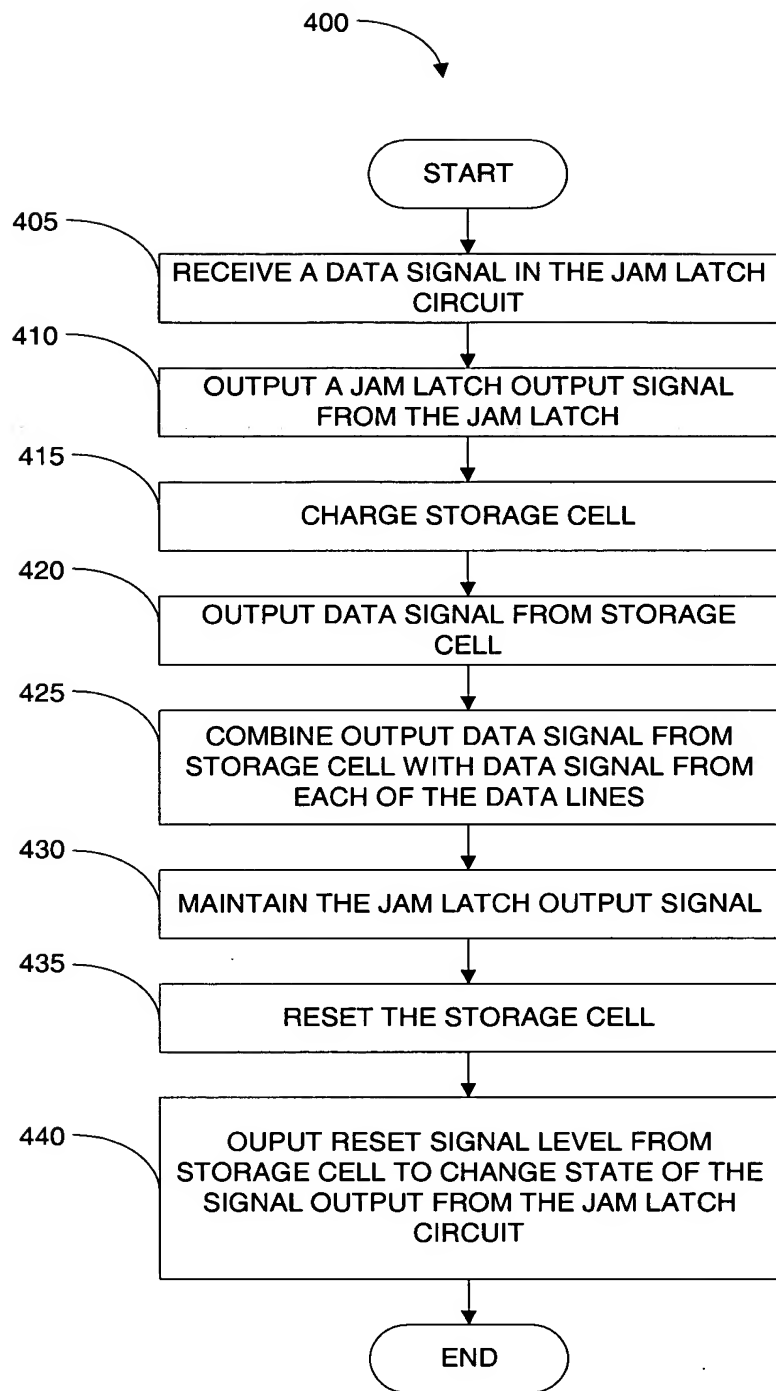 400
START
405
RECEIVE A DATA SIGNAL IN THE JAM LATCH
CIRCUIT
410
OUTPUT A JAM LATCH OUTPUT SIGNAL
FROM THE JAM LATCH
415
CHARGE STORAGE CELL
420
OUTPUT DATA SIGNAL FROM STORAGE
CELL
425
COMBINE OUTPUT DATA SIGNAL FROM
STORAGE CELL WITH DATA SIGNAL FROM
EACH OF THE DATA LINES
430
MAINTAIN THE JAM LATCH OUTPUT SIGNAL
435
RESET THE STORAGE CELL
440
OUPUT RESET SIGNAL LEVEL FROM
STORAGE CELL TO CHANGE STATE OF THE
SIGNAL OUTPUT FROM THE JAM LATCH
CIRCUIT
END